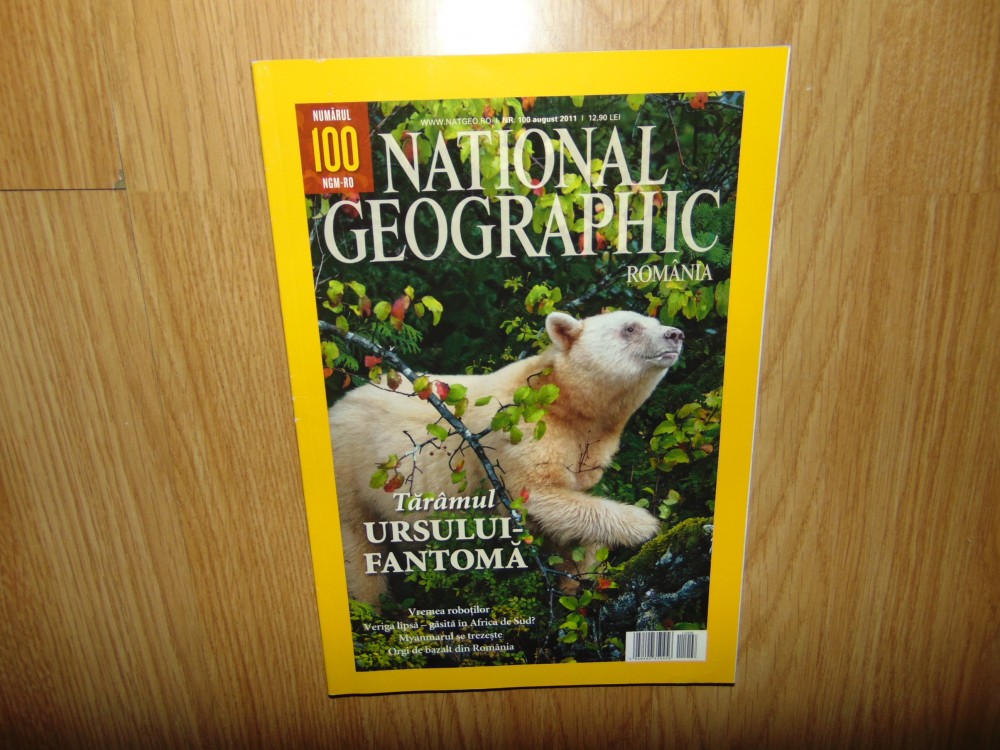 NUMĂRUL
100
NGM-RO
WWW.NATGEO.RO I NR. 100 august 2011 I 12,90 LEI
NATIONAL
GEOGRAPHIC
ROMÂNIA
Tărâmul
URSULUI-
FANTOMĂ
Vremea roboților
Veriga lipsă – găsită în Africa de Sud?
Myanmarul se trezește
Orgi de bazalt din România